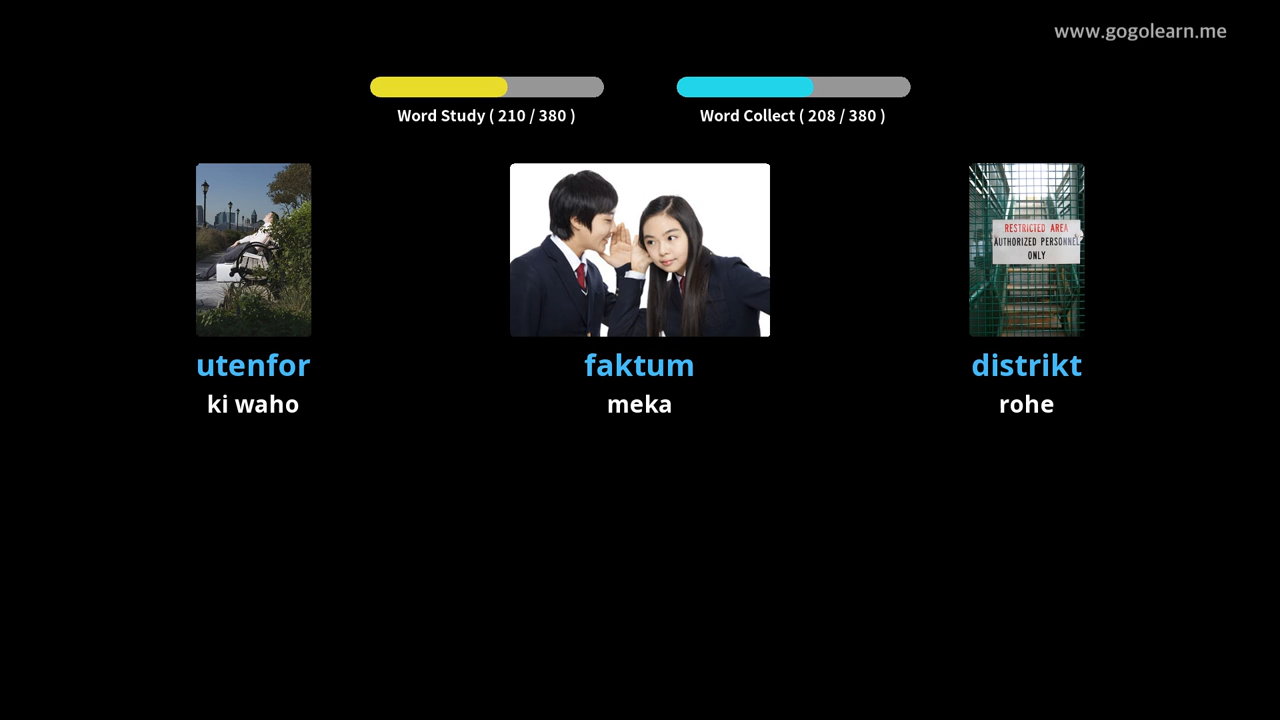 www.gogolearn.me
Word Study ( 210 / 380 )
Word Collect ( 208 / 380 )
RESTRICTED AREA
AUTHORIZED PERSONNEL
ONLY
utenfor
faktum
distrikt
ki waho
meka
rohe